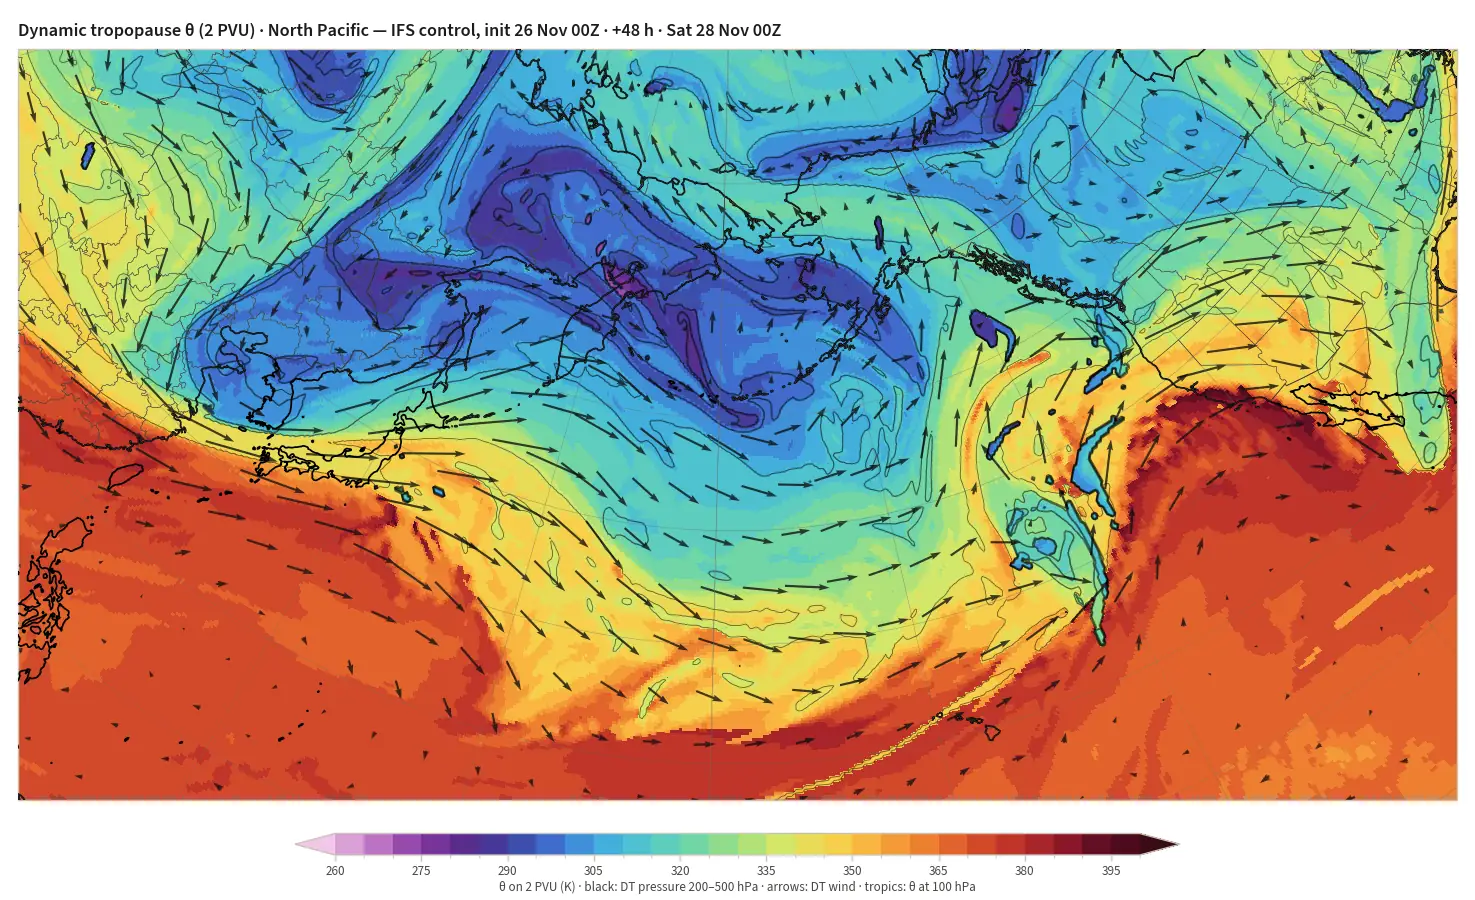 Dynamic tropopause θ (2 PVU) · North Pacific — IFS control, init 26 Nov 00Z · +48 h · Sat 28 Nov 00Z
260 275 290 305 320 335 350 365 380 395
θ on 2 PVU (K) · black: DT pressure 200–500 hPa · arrows: DT wind · tropics: θ at 100 hPa